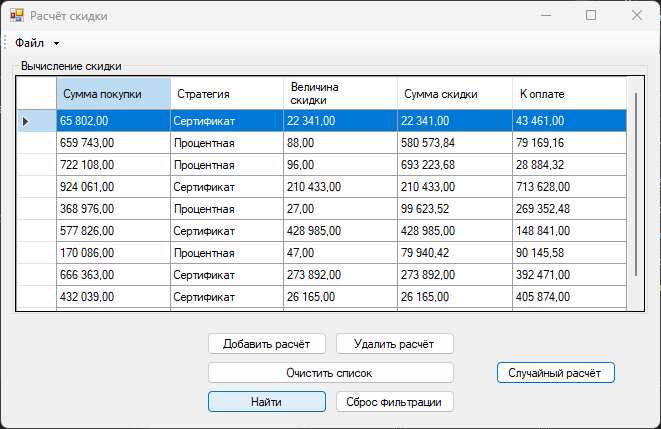 Расчёт скидки
Файл
Вычисление скидки
Сумма покупки Стратегия Величина скидки Сумма скидки К оплате
65 802,00 Сертификат 22 341,00 22 341,00 43 461,00
659 743,00 Процентная 88,00 580 573,84 79 169,16
722 108,00 Процентная 96,00 693 223,68 28 884,32
924 061,00 Сертификат 210 433,00 210 433,00 713 628,00
368 976,00 Процентная 27,00 99 623,52 269 352,48
577 826,00 Сертификат 428 985,00 428 985,00 148 841,00
170 086,00 Процентная 47,00 79 940,42 90 145,58
666 363,00 Сертификат 273 892,00 273 892,00 392 471,00
432 039,00 Сертификат 26 165,00 26 165,00 405 874,00
Добавить расчёт Удалить расчёт
Очистить список Случайный расчёт
Найти Сброс фильтрации